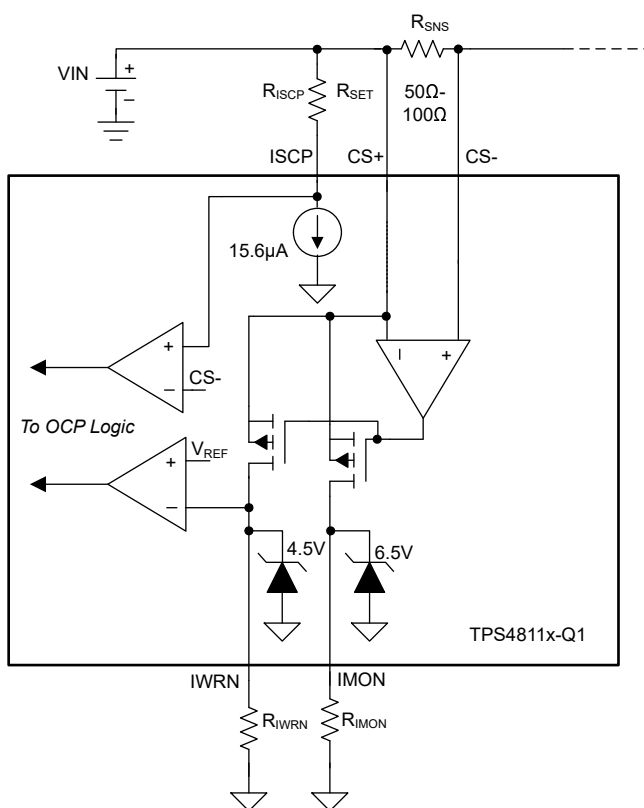 RSNS
VIN
+
−
RISCP
RSET
50Ω-
100Ω
ISCP
CS+
CS-
15.6µA
+
−
CS-
− +
To OCP Logic
+
VREF
−
4.5V
6.5V
TPS4811x-Q1
IWRN
IMON
RIWRN
RIMON